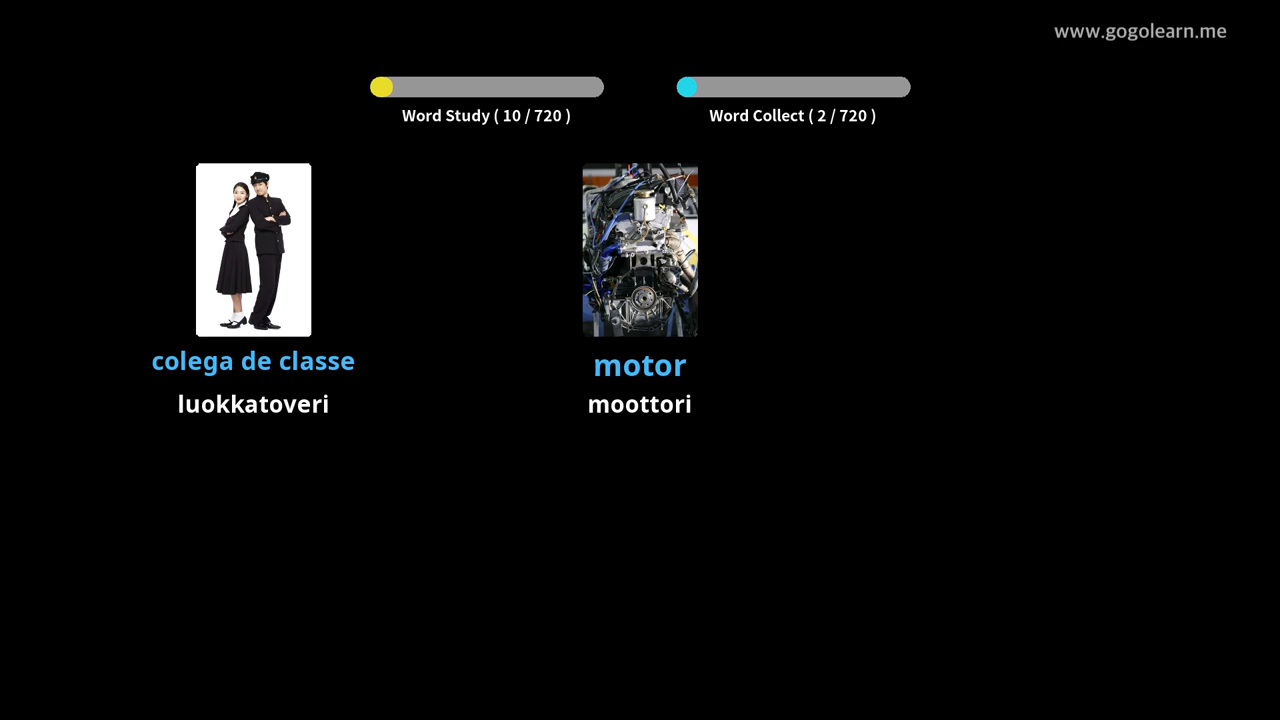 www.gogolearn.me
Word Study ( 10 / 720 )
Word Collect ( 2 / 720 )
colega de classe
luokkatoveri
motor
moottori